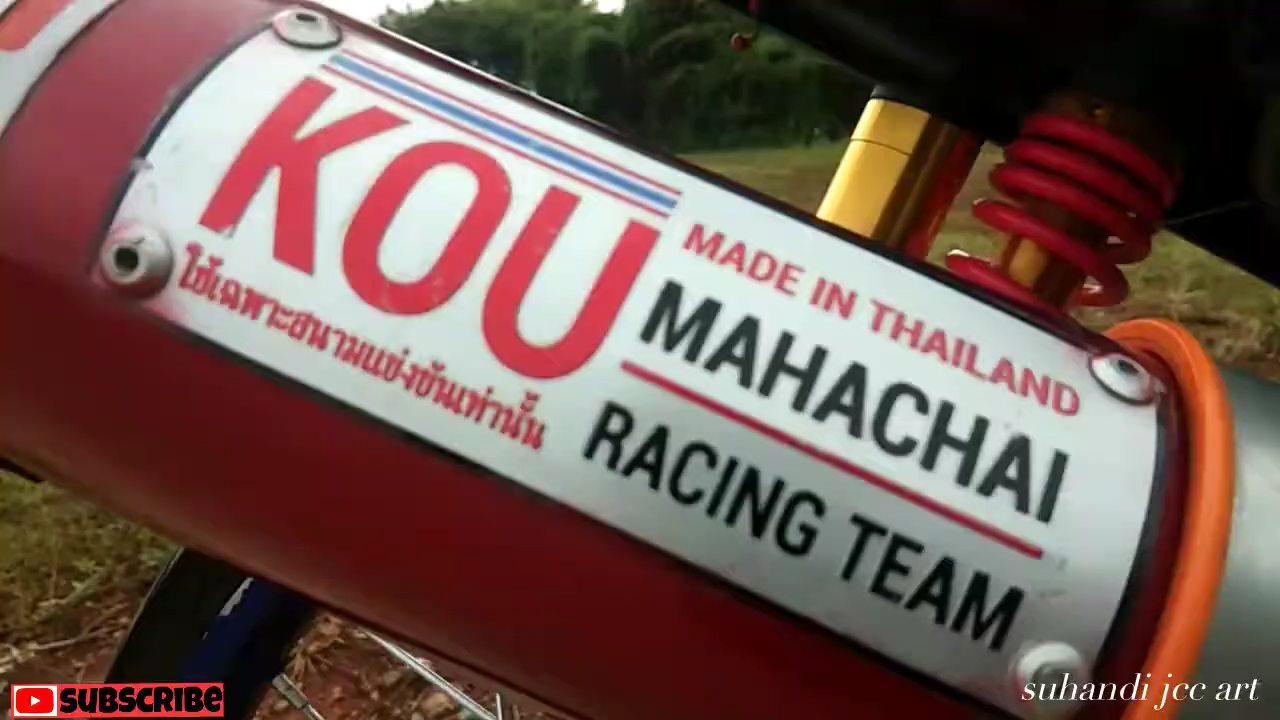 KOU
ใช้เฉพาะสนามแข่งขันเท่านั้น
MADE IN THAILAND
MAHACHAI
RACING TEAM
SUBSCRIBE
suhandi jcc art